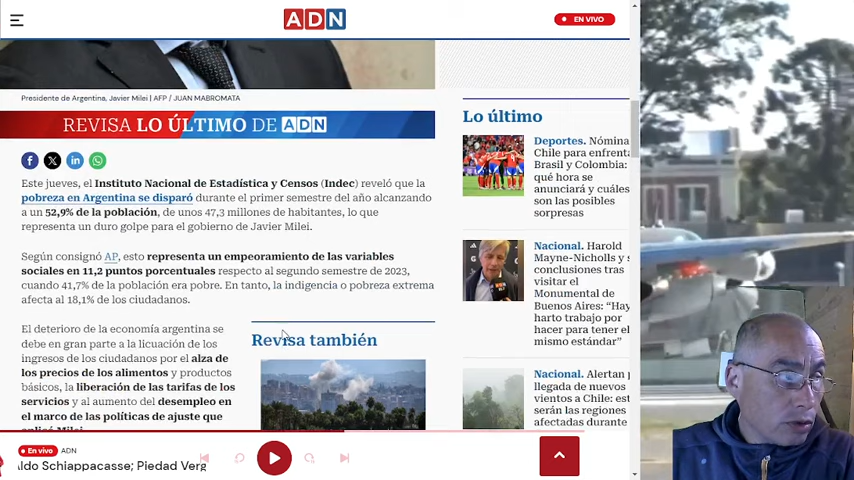 ADN
EN VIVO
Presidente de Argentina, Javier Milei | AFP / JUAN MABROMATA
REVISA LO ÚLTIMO DE ADN
Este jueves, el Instituto Nacional de Estadística y Censos (Indec) reveló que la
pobreza en Argentina se disparó durante el primer semestre del año alcanzando
a un 52,9% de la población, de unos 47,3 millones de habitantes, lo que
representa un duro golpe para el gobierno de Javier Milei.
Según consignó AP, esto representa un empeoramiento de las variables
sociales en 11,2 puntos porcentuales respecto al segundo semestre de 2023,
cuando 41,7% de la población era pobre. En tanto, la indigencia o pobreza extrema
afecta al 18,1% de los ciudadanos.
El deterioro de la economía argentina se
debe en gran parte a la licuación de los
ingresos de los ciudadanos por el alza de
los precios de los alimentos y productos
básicos, la liberación de las tarifas de los
servicios y al aumento del desempleo en
el marco de las políticas de ajuste que
aplicó Milei.
Revisa también
Lo último
Deportes. Nómina
Chile para enfrenta
Brasil y Colombia:
qué hora se
anunciará y cuáles
son las posibles
sorpresas
Nacional. Harold
Mayne-Nicholls y s
conclusiones tras
visitar el
Monumental de
Buenos Aires: “Hay
harto trabajo por
hacer para tener el
mismo estándar”
Nacional. Alertan p
llegada de nuevos
vientos a Chile: est
serán las regiones
afectadas durante
En vivo ADN
Aldo Schiappacasse; Piedad Verg